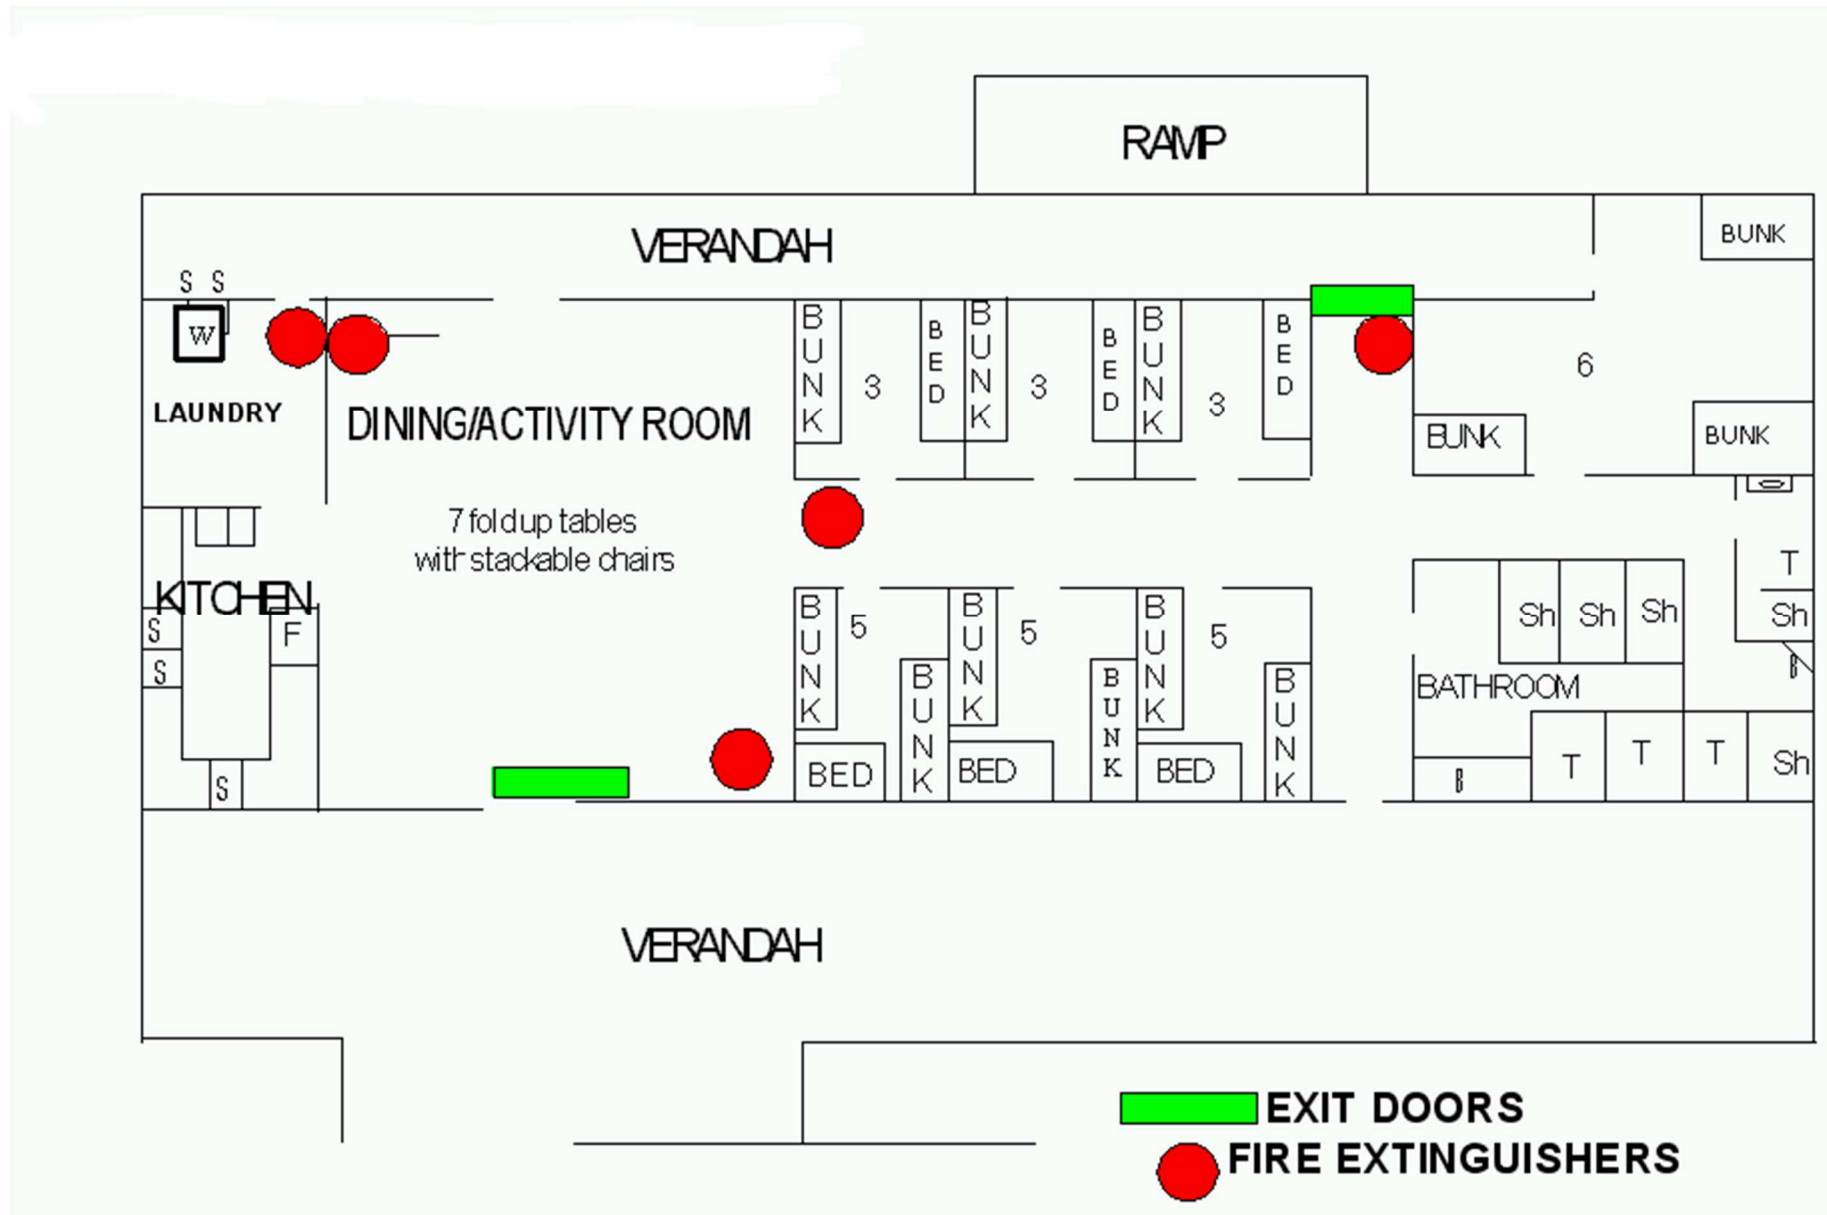 RAMP
VERANDAH
BUNK
S S
W
LAUNDRY
DINING/ACTIVITY ROOM
BUNK
3
BED
BUNK
3
BED
BUNK
3
BED
6
BUNK
BUNK
7 fold up tables
with stackable chairs
KITCHEN
S
S
F
S
BUNK
5
BUNK
BED
BUNK
5
BUNK
BED
BUNK
5
BUNK
BED
Sh Sh Sh
T
Sh
B
BATHROOM
B
T T T Sh
VERANDAH
EXIT DOORS
FIRE EXTINGUISHERS